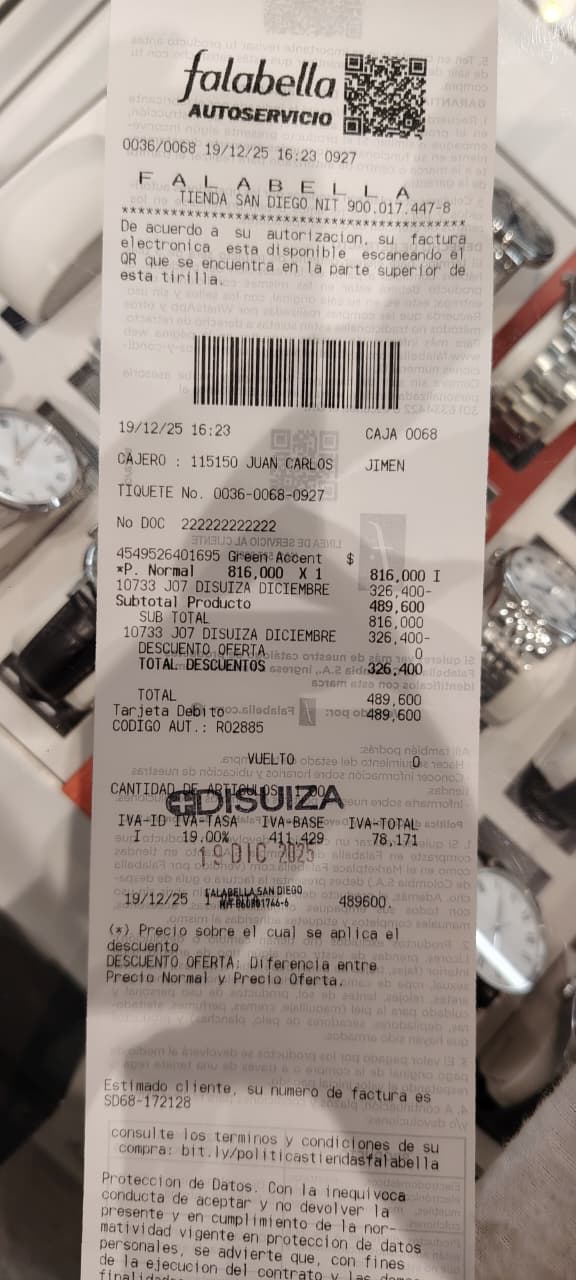 falabella
AUTOSERVICIO
0036/0068 19/12/25 16:23 0927
F A L A B E L L A
TIENDA SAN DIEGO NIT 900.017.447-8
******************************************
De acuerdo a su autorizacion, su factura
electronica esta disponible escaneando el
QR que se encuentra en la parte superior de
esta tirilla.
19/12/25 16:23 CAJA 0068
CAJERO : 115150 JUAN CARLOS JIMEN
TIQUETE No. 0036-0068-0927
No DOC 222222222222
4549526401695 Green Accent $
*P. Normal 816,000 X 1 816,000 I
10733 J07 DISUIZA DICIEMBRE 326,400-
Subtotal Producto 489,600
SUB TOTAL 816,000
10733 J07 DISUIZA DICIEMBRE 326,400-
DESCUENTO OFERTA 0
TOTAL DESCUENTOS 326,400
TOTAL 489,600
Tarjeta Debito 489,600
CODIGO AUT.: R02885
VUELTO 0
CANTIDAD DE ARTICULOS
DISUIZA
IVA-ID IVA-TASA IVA-BASE IVA-TOTAL
I 19.00% 411,429 78,171
19 DIC 2025
FALABELLA SAN DIEGO
19/12/25 1 489600.
(*) Precio sobre el cual se aplica el
descuento
DESCUENTO OFERTA: Diferencia entre
Precio Normal y Precio Oferta.
Estimado cliente, su numero de factura es
SD68-172128
consulte los terminos y condiciones de su
compra: bit.ly/politicastiendasfalabella
Proteccion de Datos. Con la inequivoca
conducta de aceptar y no devolver la
presente y en cumplimiento de la nor-
matividad vigente en proteccion de datos
personales, se advierte que, con fines
de la ejecucion del contrato y las demas